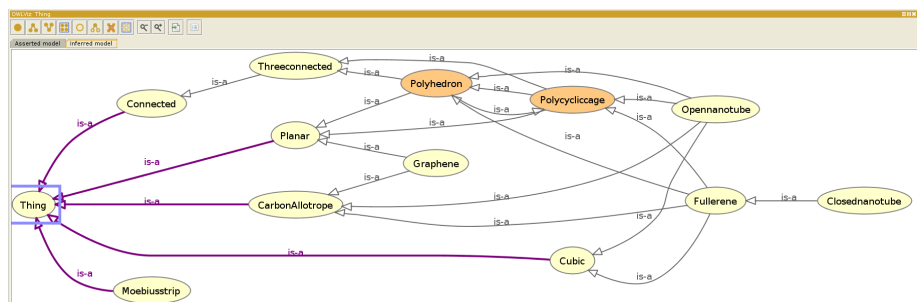 OWLViz: Thing
Asserted model Inferred model
Threeconnected
is-a
is-a
is-a
is-a
Polyhedron
is-a
Polycycliccage
is-a
Opennanotube
Connected
is-a
is-a
is-a
is-a
Planar
is-a
is-a
Graphene
is-a
is-a
is-a
Thing
is-a
CarbonAllotrope
is-a
Fullerene
is-a
Closednanotube
is-a
is-a
is-a
Cubic
is-a
is-a
Moebiusstrip